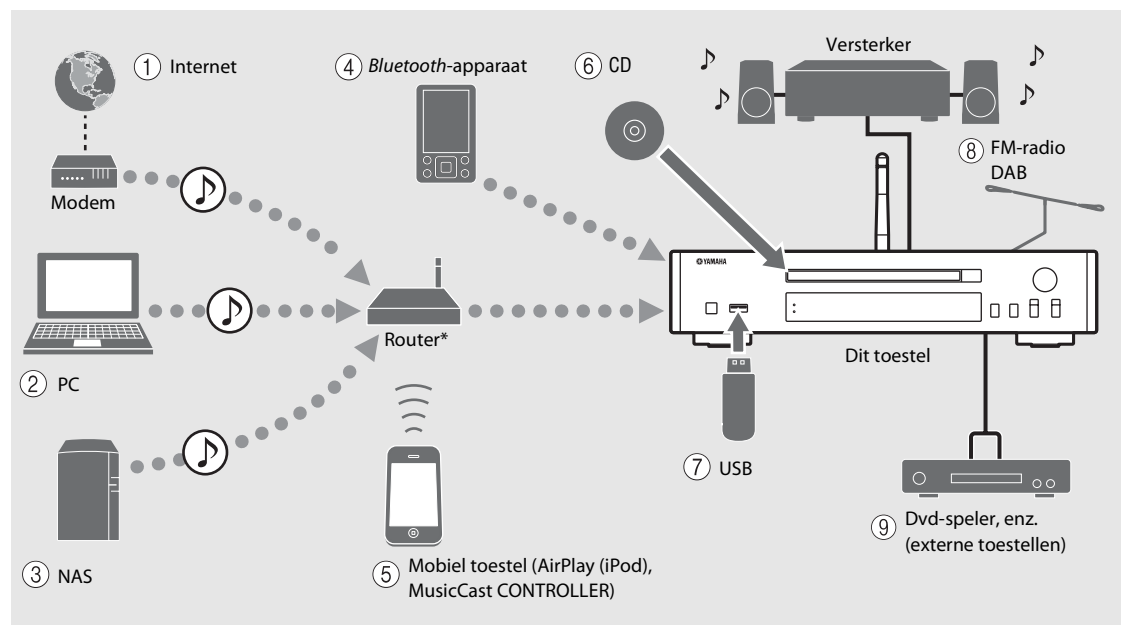 ① Internet
Modem
② PC
③ NAS
④ Bluetooth-apparaat
Router*
⑤ Mobiel toestel (AirPlay (iPod),
MusicCast CONTROLLER)
⑥ CD
Versterker
⑧ FM-radio
DAB
YAMAHA
Dit toestel
⑦ USB
⑨ Dvd-speler, enz.
(externe toestellen)